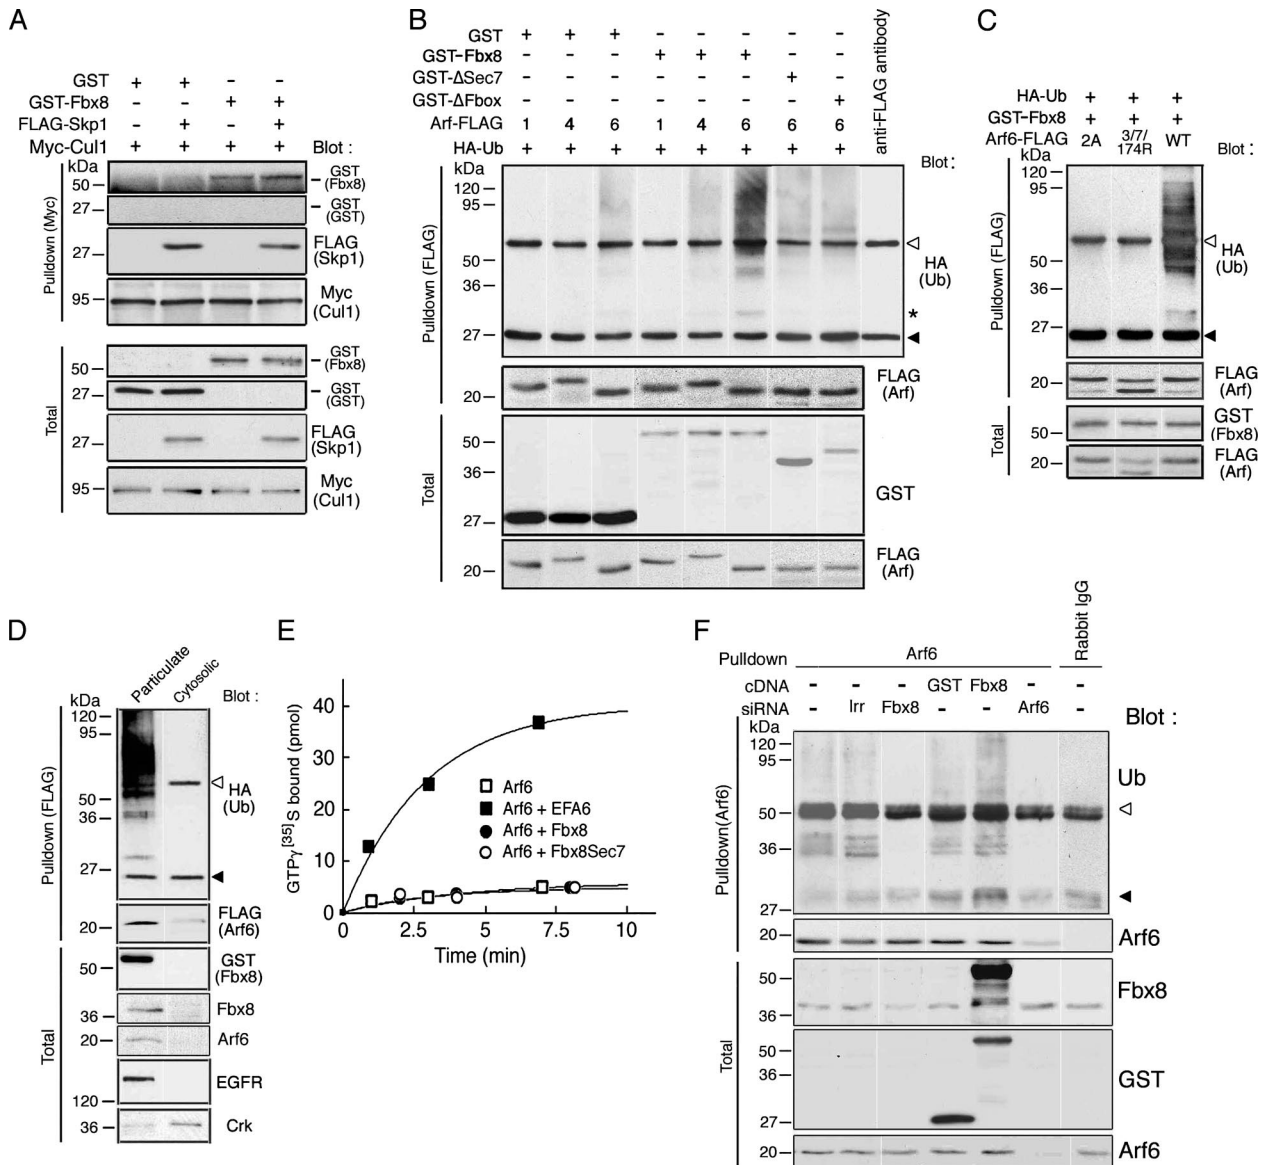 A
GST + + - -
GST-Fbx8 - - + +
FLAG-Skp1 - + - +
Myc-Cul1 + + + + Blot :
kDa
Pulldown (Myc)
50 GST (Fbx8)
27 GST (GST)
27 FLAG (Skp1)
95 Myc (Cul1)
Total
50 GST (Fbx8)
27 GST (GST)
27 FLAG (Skp1)
95 Myc (Cul1)
B
GST + + + - - - - -
GST-Fbx8 - - - + + + - -
GST-ΔSec7 - - - - - - + -
GST-ΔFbox - - - - - - - +
Arf-FLAG 1 4 6 1 4 6 6 6
HA-Ub + + + + + + + +
anti-FLAG antibody
kDa
Blot :
Pulldown (FLAG)
120
95
50
36
27
HA (Ub)
*
20 FLAG (Arf)
Total
50
36
27
GST
20 FLAG (Arf)
C
HA-Ub + + +
GST-Fbx8 + + +
Arf6-FLAG 2A 3/7/174R WT
kDa
Blot :
Pulldown (FLAG)
120
95
50
36
27
HA (Ub)
20 FLAG (Arf)
Total
50 GST (Fbx8)
20 FLAG (Arf)
D
Particulate
Cytosolic
kDa
Blot :
Pulldown (FLAG)
120
95
50
36
27
HA (Ub)
20 FLAG (Arf6)
Total
50 GST (Fbx8)
36 Fbx8
20 Arf6
120 EGFR
36 Crk
E
GTPγ[35] S bound (pmol)
40
30
20
10
0
Arf6
Arf6 + EFA6
Arf6 + Fbx8
Arf6 + Fbx8Sec7
0 2.5 5 7.5 10
Time (min)
F
Pulldown Arf6
Rabbit IgG
cDNA - - - GST Fbx8 - -
siRNA - Irr Fbx8 - - Arf6 -
kDa
Blot :
Pulldown(Arf6)
120
95
50
36
27
Ub
20 Arf6
Total
50
36
Fbx8
50
36
27
GST
20 Arf6